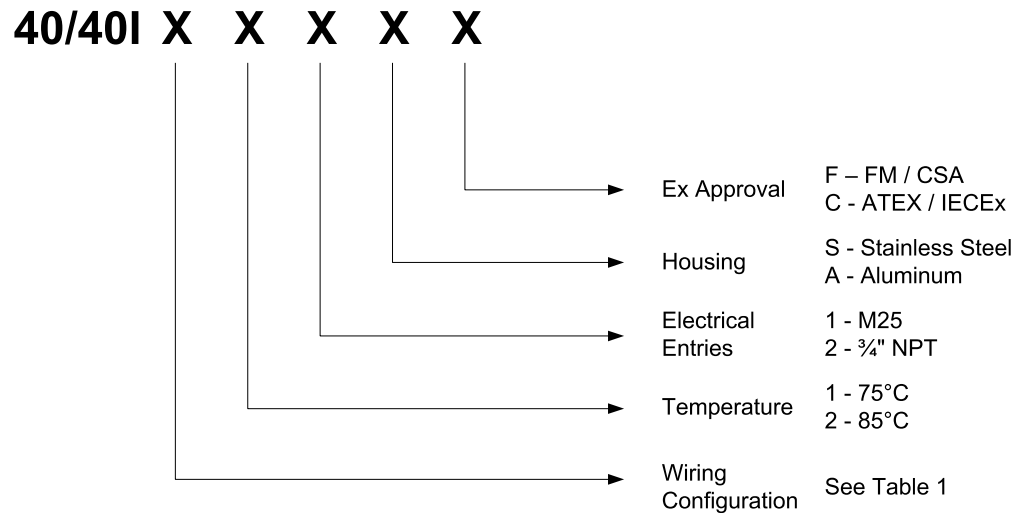 40/40I X X X X X
Ex Approval
F – FM / CSA
C - ATEX / IECEx
Housing
S - Stainless Steel
A - Aluminum
Electrical
Entries
1 - M25
2 - ¾" NPT
Temperature
1 - 75°C
2 - 85°C
Wiring
Configuration
See Table 1